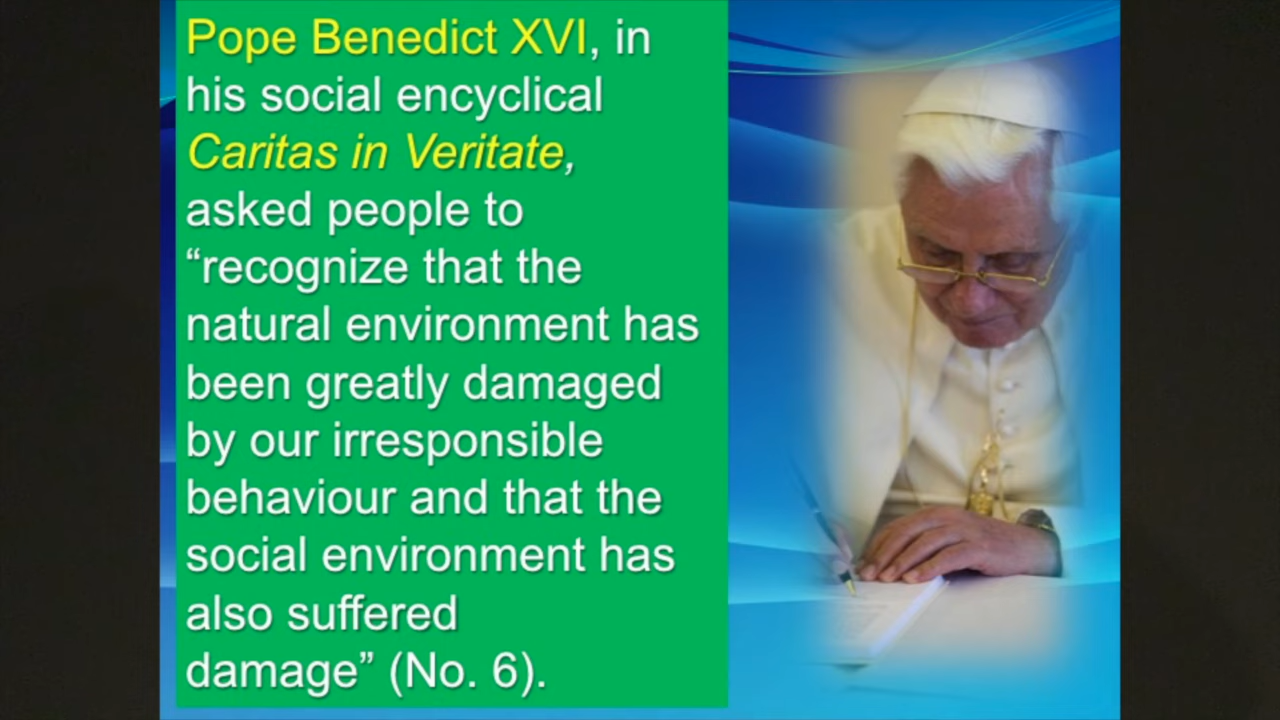 Pope Benedict XVI, in
his social encyclical
Caritas in Veritate,
asked people to
“recognize that the
natural environment has
been greatly damaged
by our irresponsible
behaviour and that the
social environment has
also suffered
damage” (No. 6).